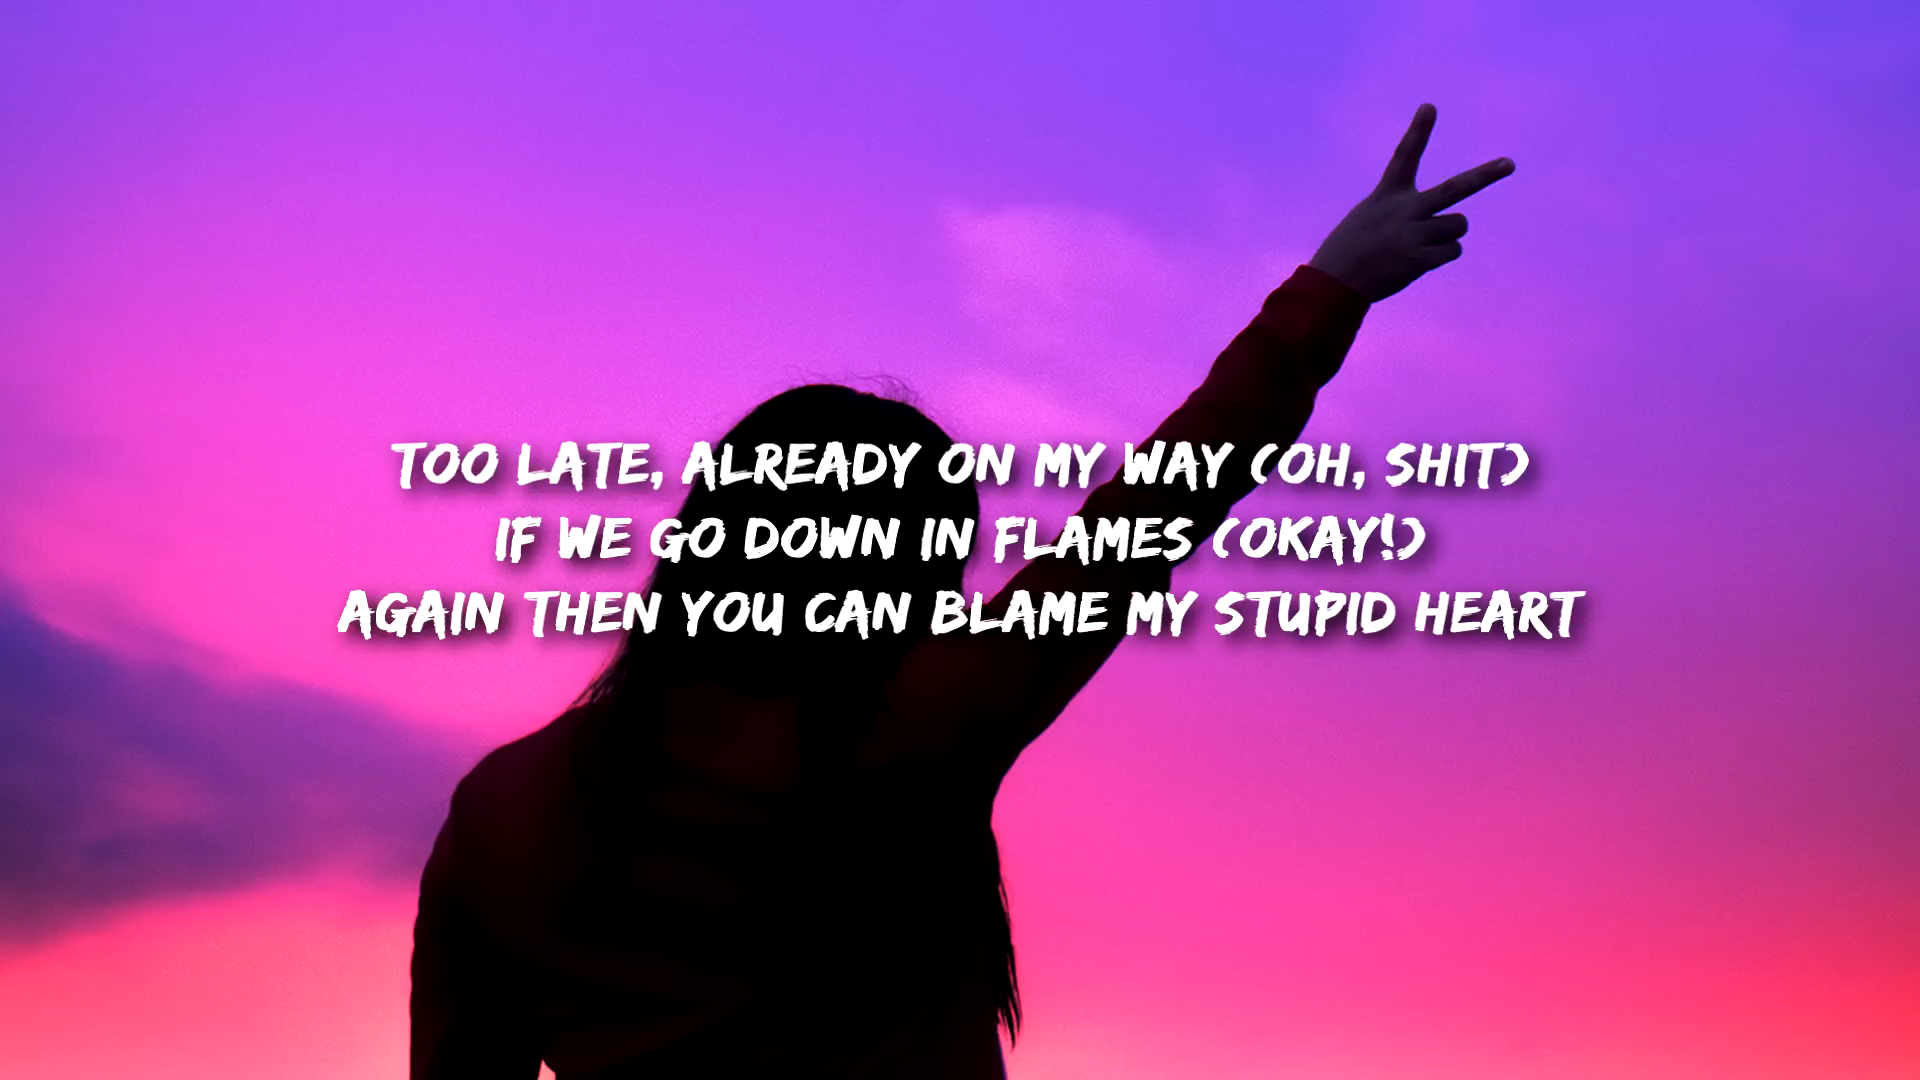 TOO LATE, ALREADY ON MY WAY (OH, SHIT)
IF WE GO DOWN IN FLAMES (OKAY!)
AGAIN THEN YOU CAN BLAME MY STUPID HEART